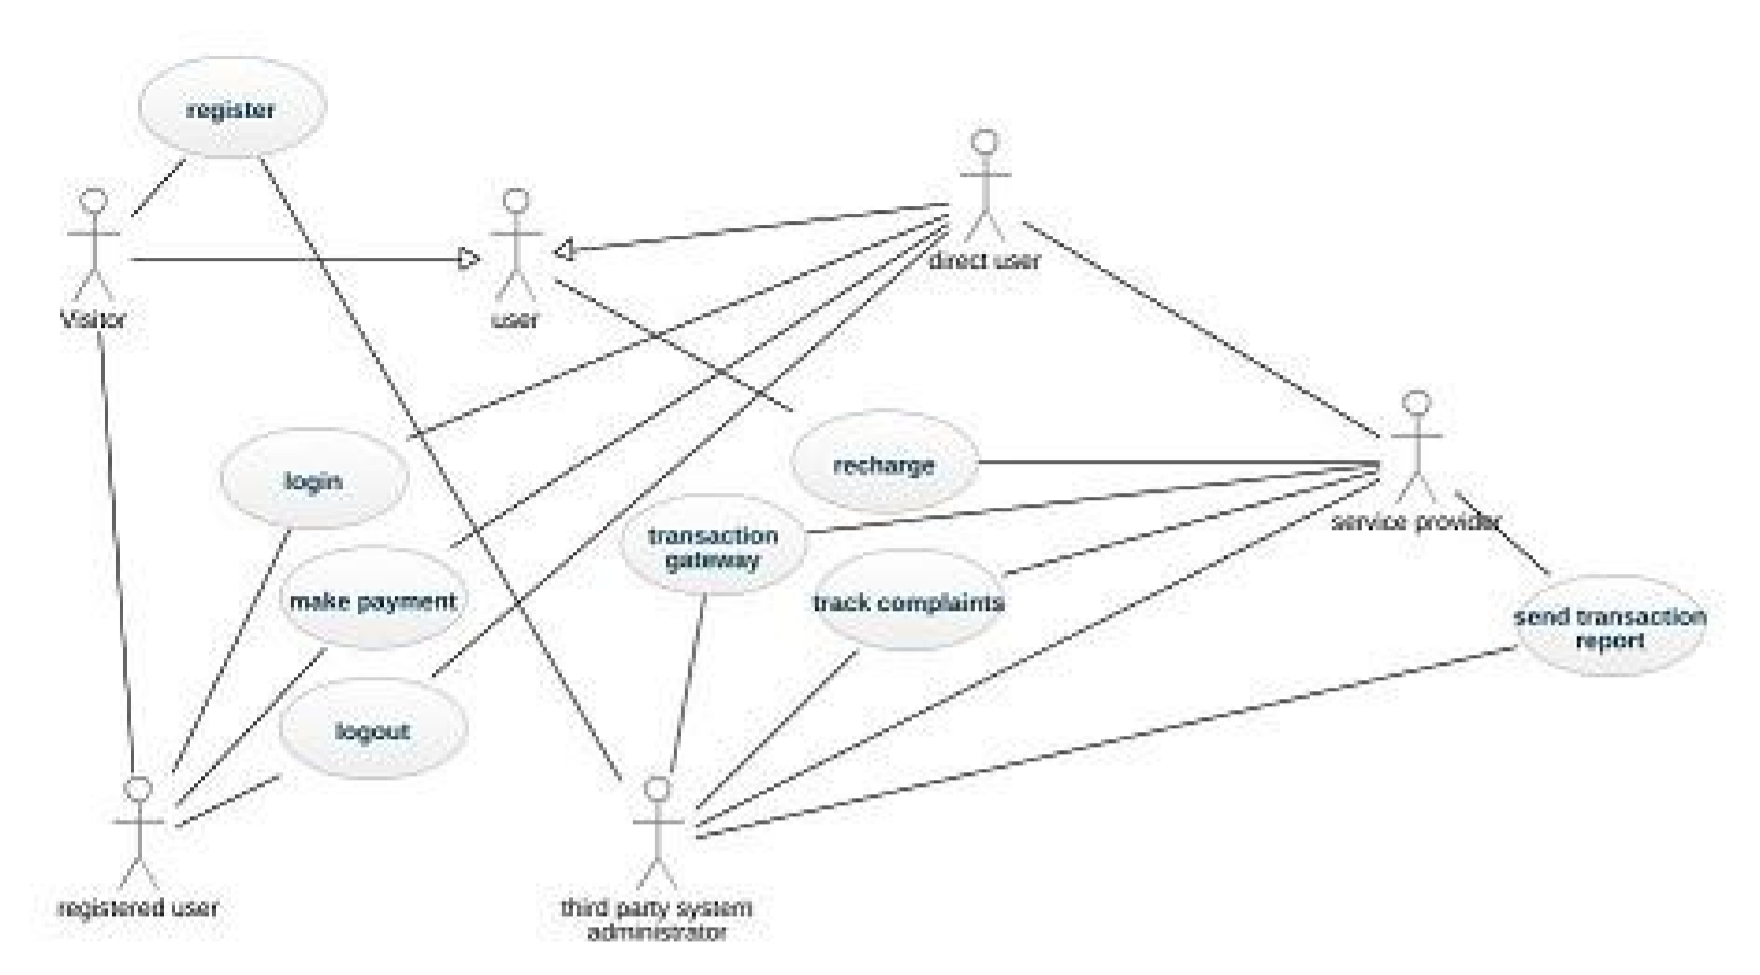 register
Visitor
user
direct user
login
recharge
transaction
gateway
service provider
make payment
track complaints
send transaction
report
logout
registered user
third party system
administrator